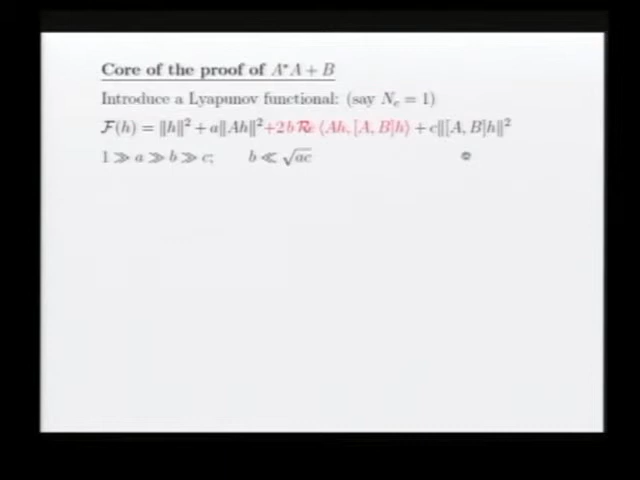 Core of the proof of A*A + B
Introduce a Lyapunov functional: (say N_c = 1)
F(h) = ‖h‖² + a‖Ah‖² + 2b Re ⟨Ah, [A, B]h⟩ + c‖[A, B]h‖²
1 ≫ a ≫ b ≫ c; b ≪ √ac